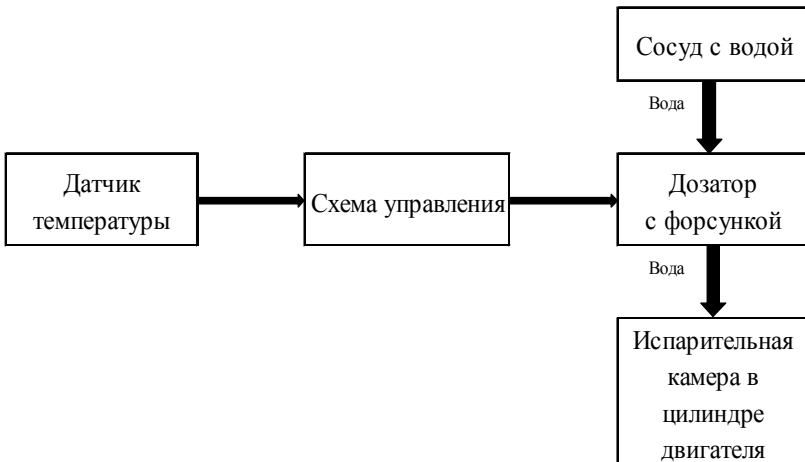 Сосуд с водой
Вода
Датчик
температуры
Схема управления
Дозатор
с форсункой
Вода
Испарительная
камера в
цилиндре
двигателя